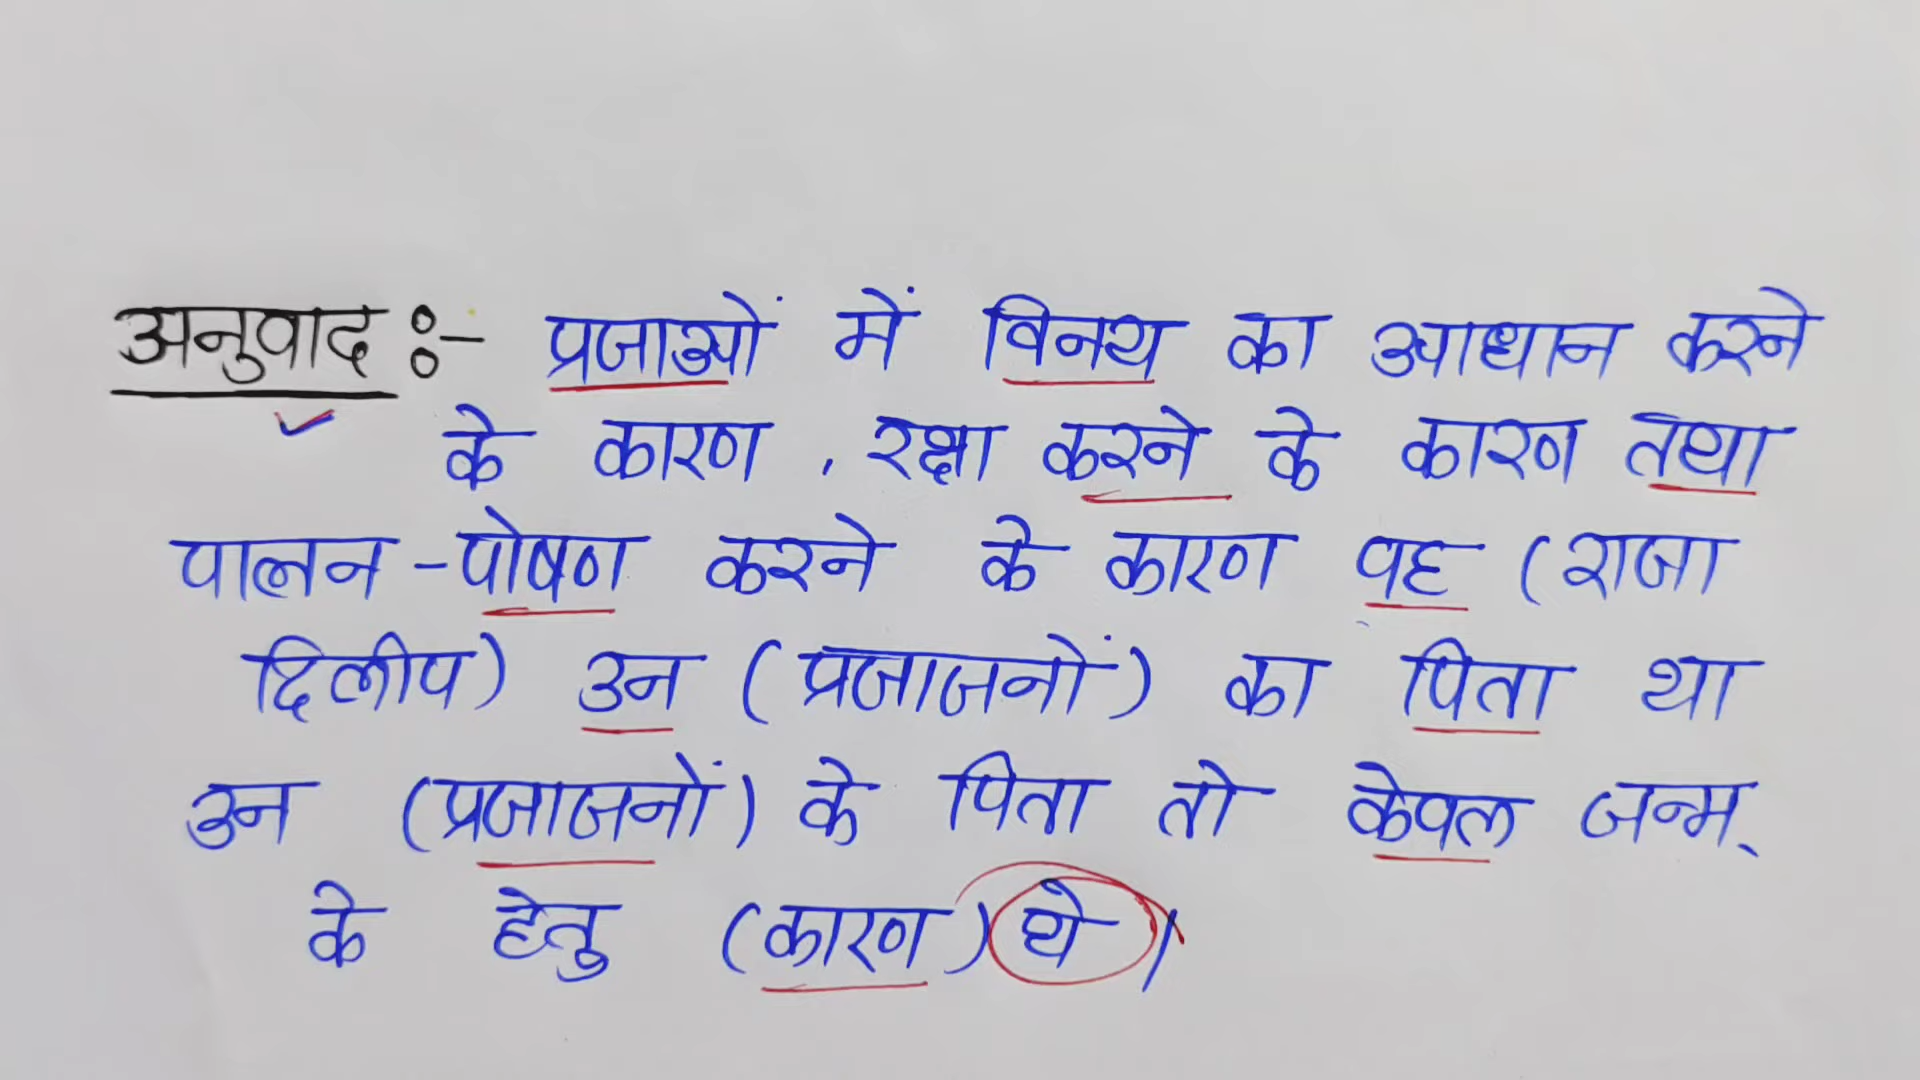 अनुवाद :- प्रजाओं में विनय का आधान करने
के कारण , रक्षा करने के कारण तथा
पालन - पोषण करने के कारण वह (राजा
दिलीप) उन (प्रजाजनों) का पिता था
उन (प्रजाजनों) के पिता तो केवल जन्म्
के हेतु (कारण) थे।